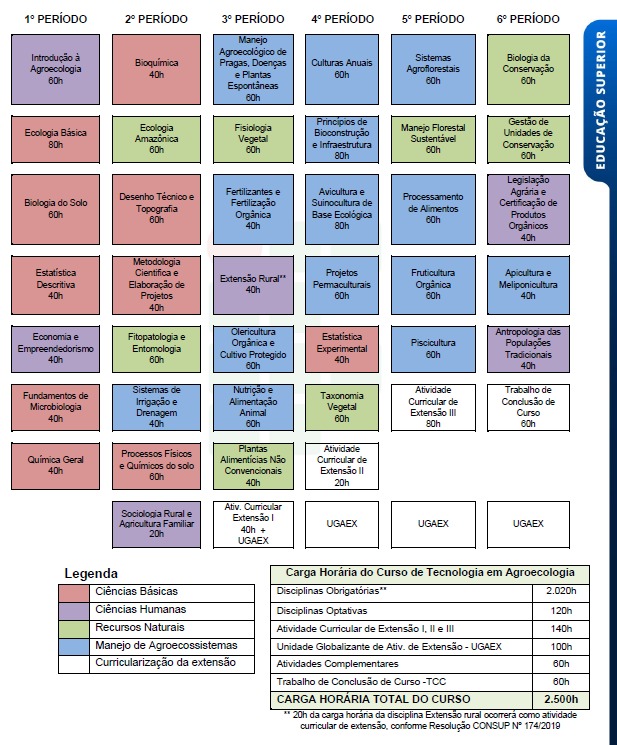 1º PERÍODO 2º PERÍODO 3º PERÍODO 4º PERÍODO 5º PERÍODO 6º PERÍODO
EDUCAÇÃO SUPERIOR
Introdução à
Agroecologia
60h
Bioquímica
40h
Manejo
Agroecológico de
Pragas, Doenças
e Plantas
Espontâneas
60h
Culturas Anuais
60h
Sistemas
Agroflorestais
60h
Biologia da
Conservação
60h
Ecologia Básica
80h
Ecologia
Amazônica
60h
Fisiologia
Vegetal
60h
Princípios de
Bioconstrução
e Infraestrutura
80h
Manejo Florestal
Sustentável
60h
Gestão de
Unidades de
Conservação
60h
Biologia do Solo
60h
Desenho Técnico e
Topografia
60h
Fertilizantes e
Fertilização
Orgânica
40h
Avicultura e
Suinocultura de
Base Ecológica
80h
Processamento
de Alimentos
60h
Legislação
Agrária e
Certificação de
Produtos
Orgânicos
40h
Estatística
Descritiva
40h
Metodologia
Cientifica e
Elaboração de
Projetos
40h
Extensão Rural**
40h
Projetos
Permaculturais
60h
Fruticultura
Orgânica
60h
Apicultura e
Meliponicultura
40h
Economia e
Empreendedorismo
40h
Fitopatologia e
Entomologia
60h
Olericultura
Orgânica e
Cultivo Protegido
60h
Estatística
Experimental
40h
Piscicultura
60h
Antropologia das
Populações
Tradicionais
40h
Fundamentos de
Microbiologia
40h
Sistemas de
Irrigação e
Drenagem
40h
Nutrição e
Alimentação
Animal
60h
Taxonomia
Vegetal
60h
Atividade
Curricular de
Extensão III
80h
Trabalho de
Conclusão de
Curso
60h
Química Geral
40h
Processos Físicos
e Químicos do solo
60h
Plantas
Alimentícias Não
Convencionais
40h
Atividade
Curricular de
Extensão II
20h
Sociologia Rural e
Agricultura Familiar
20h
Ativ. Curricular
Extensão I
40h +
UGAEX
UGAEX
UGAEX
UGAEX
Legenda
Ciências Básicas
Ciências Humanas
Recursos Naturais
Manejo de Agroecossistemas
Curricularização da extensão
Carga Horária do Curso de Tecnologia em Agroecologia
Disciplinas Obrigatórias** 2.020h
Disciplinas Optativas 120h
Atividade Curricular de Extensão I, II e III 140h
Unidade Globalizante de Ativ. de Extensão - UGAEX 100h
Atividades Complementares 60h
Trabalho de Conclusão de Curso -TCC 60h
CARGA HORÁRIA TOTAL DO CURSO 2.500h
** 20h da carga horária da disciplina Extensão rural ocorrerá como atividade
curricular de extensão, conforme Resolução CONSUP Nº 174/2019